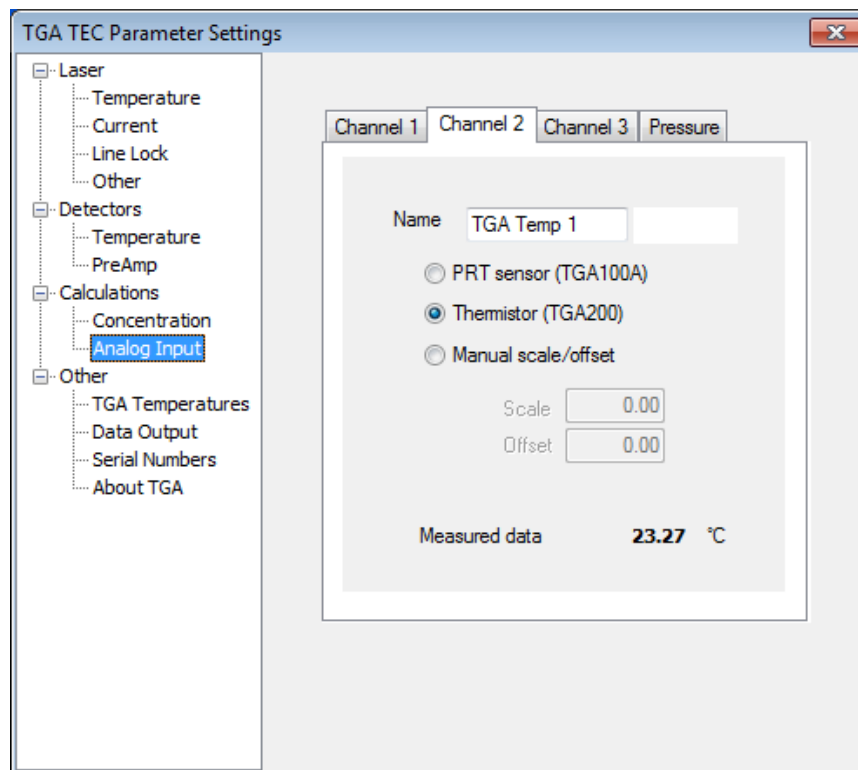 TGA TEC Parameter Settings
Laser
Temperature
Current
Line Lock
Other
Detectors
Temperature
PreAmp
Calculations
Concentration
Analog Input
Other
TGA Temperatures
Data Output
Serial Numbers
About TGA
Channel 1 Channel 2 Channel 3 Pressure
Name TGA Temp 1
PRT sensor (TGA100A)
Thermistor (TGA200)
Manual scale/offset
Scale 0.00
Offset 0.00
Measured data 23.27 °C